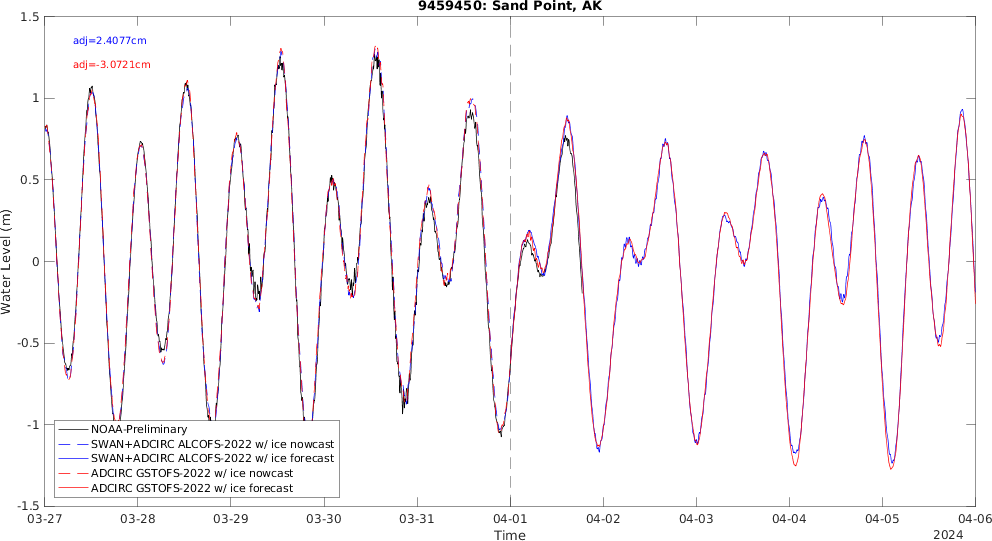 9459450: Sand Point, AK
adj=2.4077cm
adj=-3.0721cm
Water Level (m)
1.5
1
0.5
0
-0.5
-1
-1.5
NOAA-Preliminary
SWAN+ADCIRC ALCOFS-2022 w/ ice nowcast
SWAN+ADCIRC ALCOFS-2022 w/ ice forecast
ADCIRC GSTOFS-2022 w/ ice nowcast
ADCIRC GSTOFS-2022 w/ ice forecast
03-27 03-28 03-29 03-30 03-31 04-01 04-02 04-03 04-04 04-05 04-06
Time
2024